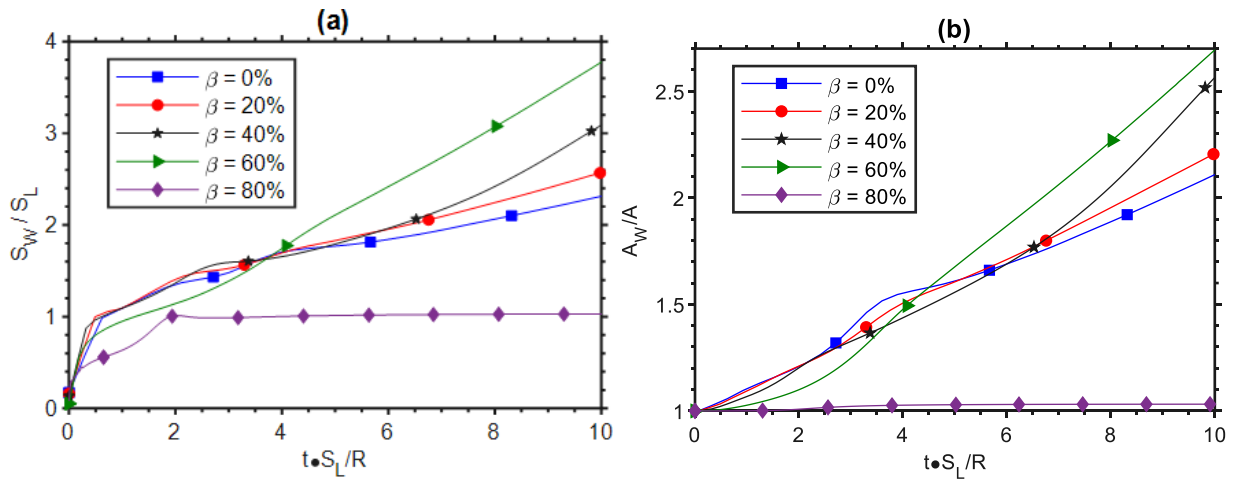 (a)
4
3
2
1
0
S_W / S_L
β = 0%
β = 20%
β = 40%
β = 60%
β = 80%
0 2 4 6 8 10
t•S_L/R
(b)
2.5
2
1.5
1
A_W/A
β = 0%
β = 20%
β = 40%
β = 60%
β = 80%
0 2 4 6 8 10
t•S_L/R